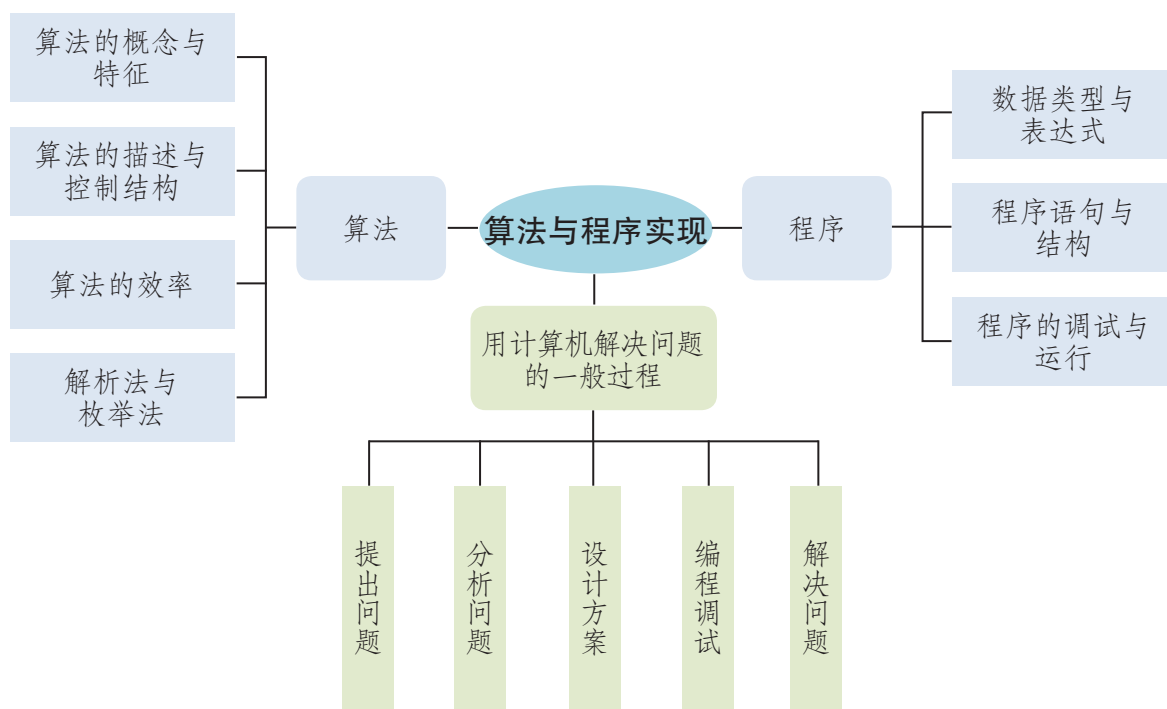 算法的概念与
特征
算法的描述与
控制结构
算法的效率
解析法与
枚举法
算法
算法与程序实现
程序
数据类型与
表达式
程序语句与
结构
程序的调试与
运行
用计算机解决问题
的一般过程
提出问题
分析问题
设计方案
编程调试
解决问题